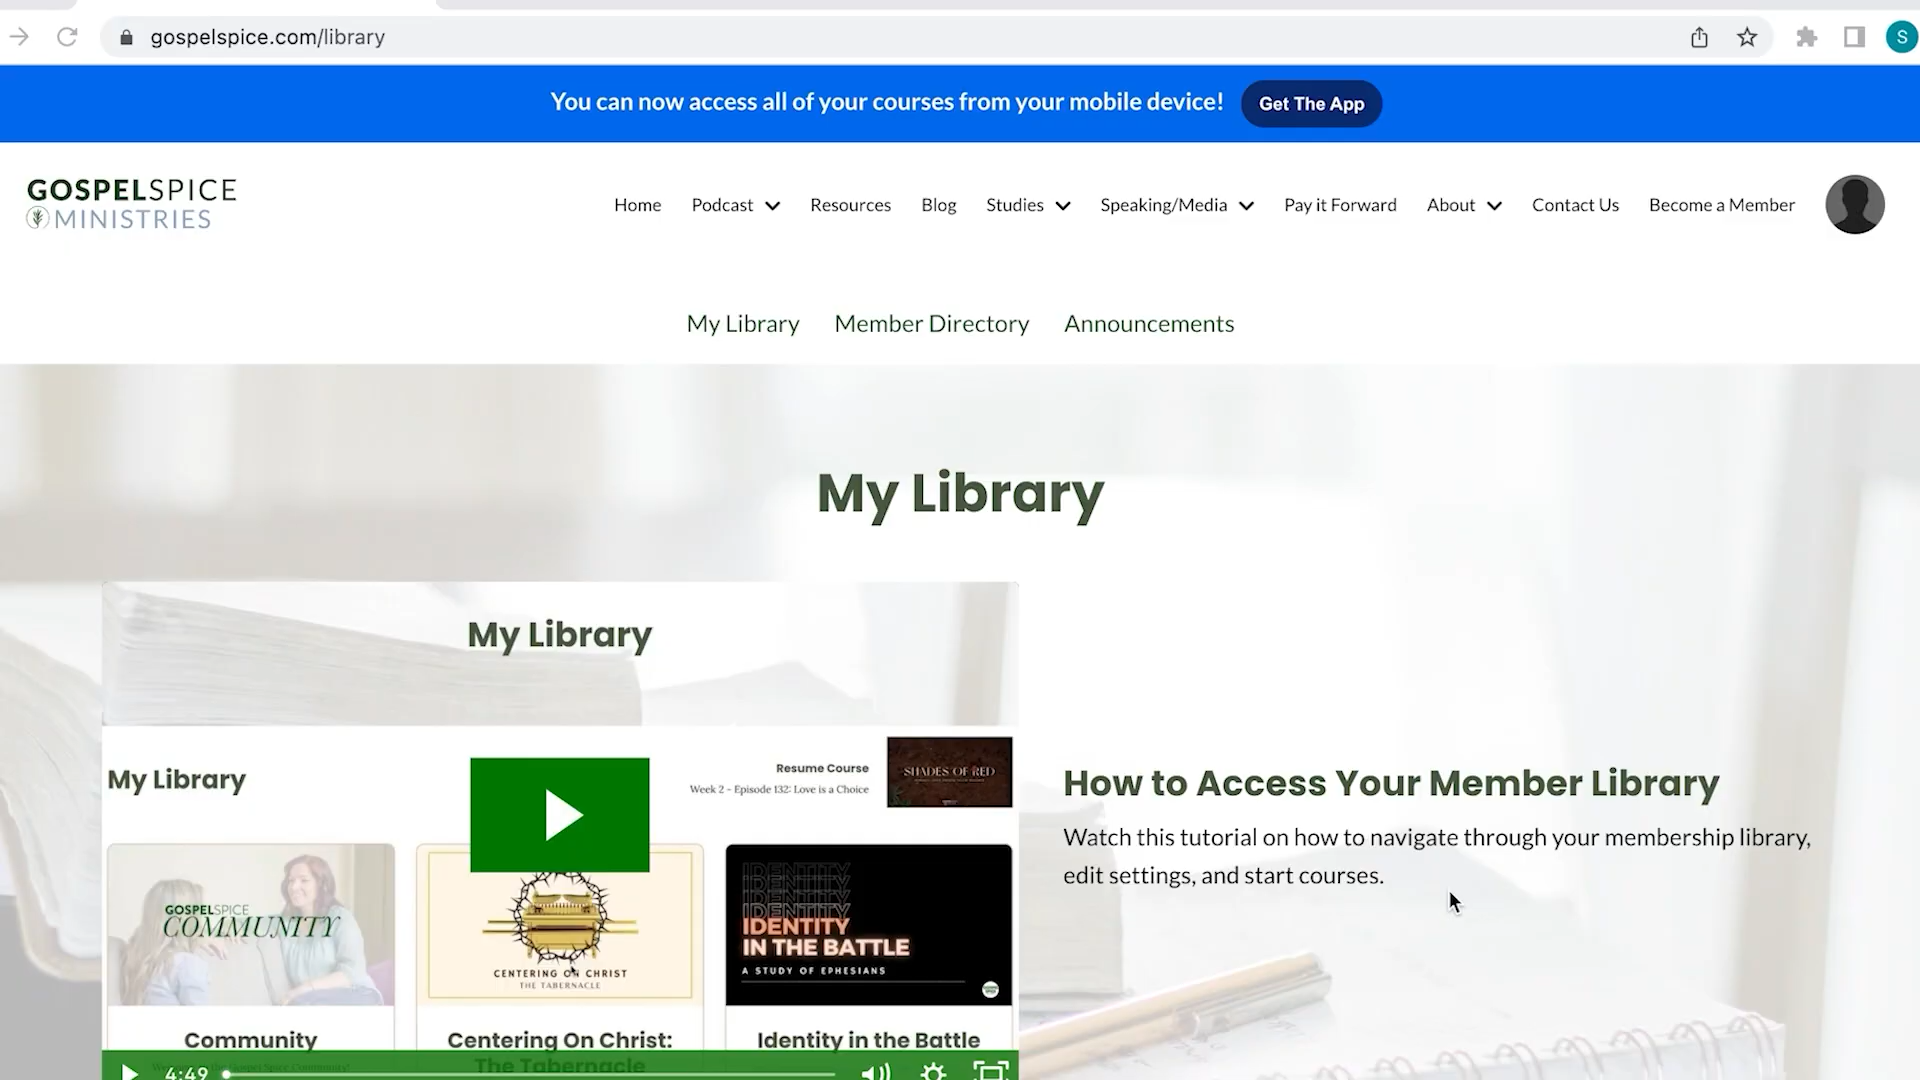 gospelspice.com/library
S
You can now access all of your courses from your mobile device! Get The App
GOSPELSPICE
MINISTRIES
Home Podcast Resources Blog Studies Speaking/Media Pay it Forward About Contact Us Become a Member
My Library Member Directory Announcements
My Library
My Library
My Library
Resume Course
Week 2 - Episode 132: Love is a Choice
SHADES OF RED
GOSPELSPICE
COMMUNITY
CENTERING ON CHRIST
THE TABERNACLE
IDENTITY
IDENTITY
IDENTITY
IDENTITY
IN THE BATTLE
A STUDY OF EPHESIANS
Community
Centering On Christ:
The Tabernacle
Identity in the Battle
4:49
How to Access Your Member Library
Watch this tutorial on how to navigate through your membership library,
edit settings, and start courses.